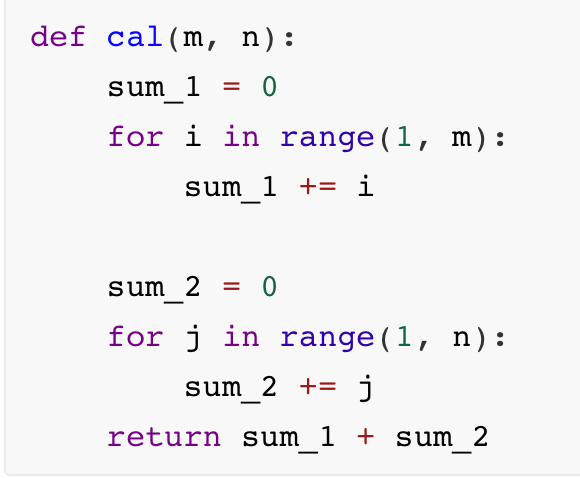 def cal(m, n):
    sum_1 = 0
    for i in range(1, m):
        sum_1 += i

    sum_2 = 0
    for j in range(1, n):
        sum_2 += j
    return sum_1 + sum_2